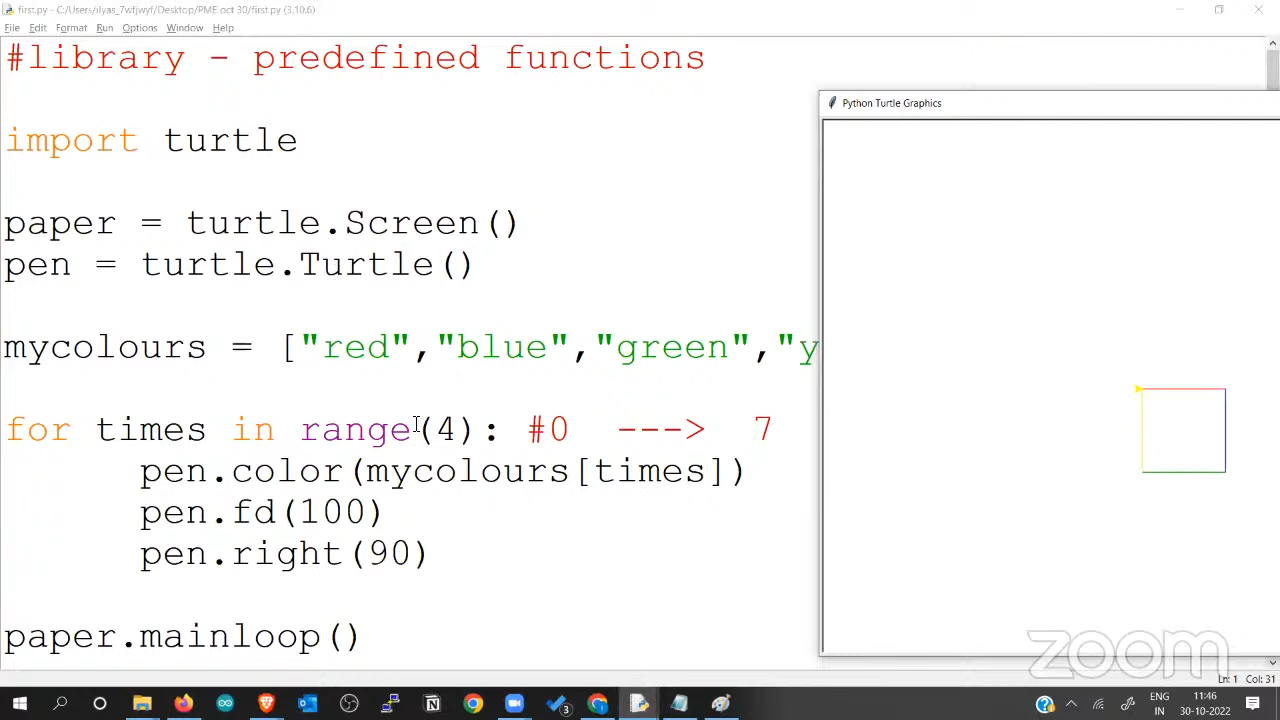 first.py - C:/Users/ilyas_7wfjwyf/Desktop/PME oct 30/first.py (3.10.6)
File Edit Format Run Options Window Help
#library - predefined functions
import turtle
paper = turtle.Screen()
pen = turtle.Turtle()
mycolours = ["red","blue","green","y
for times in range(4): #0 ---> 7
pen.color(mycolours[times])
pen.fd(100)
pen.right(90)
paper.mainloop()
Python Turtle Graphics
zoom
Ln: 1 Col: 31
3
ENG
IN
11:46
30-10-2022